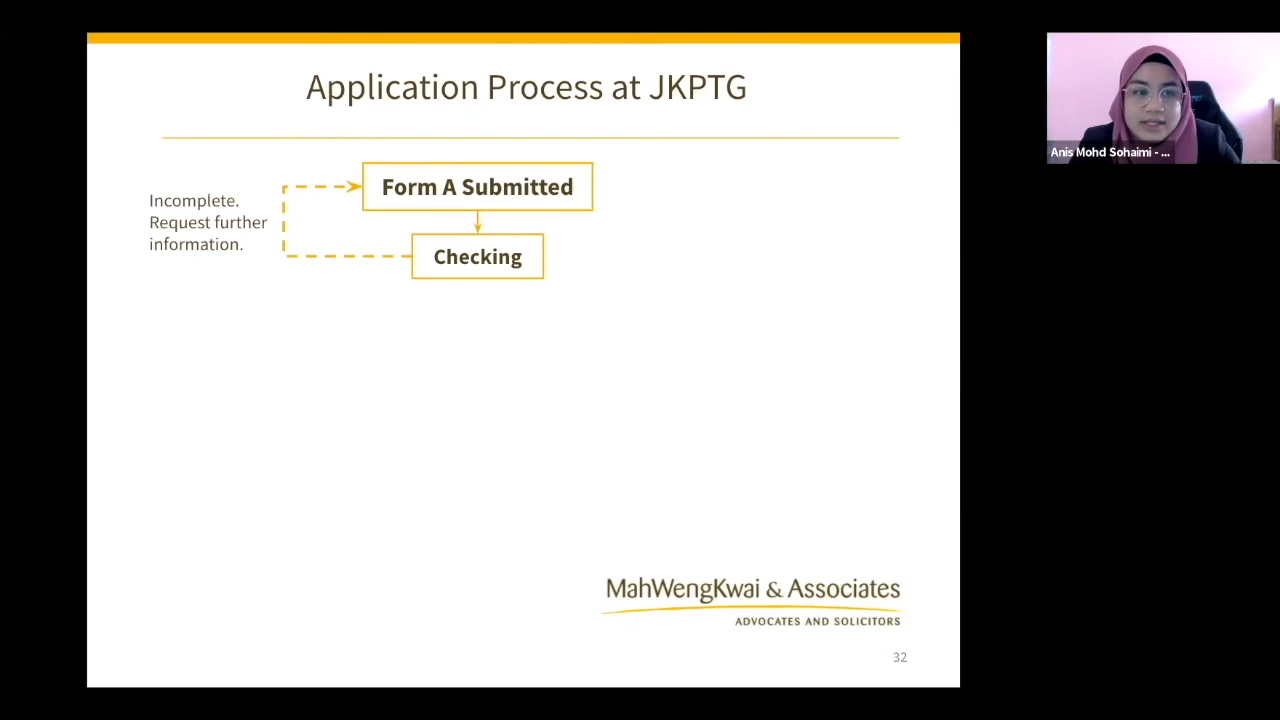 Application Process at JKPTG
Form A Submitted
Incomplete.
Request further
information.
Checking
MahWengKwai & Associates
ADVOCATES AND SOLICITORS
32
Anis Mohd Sohaimi - ...